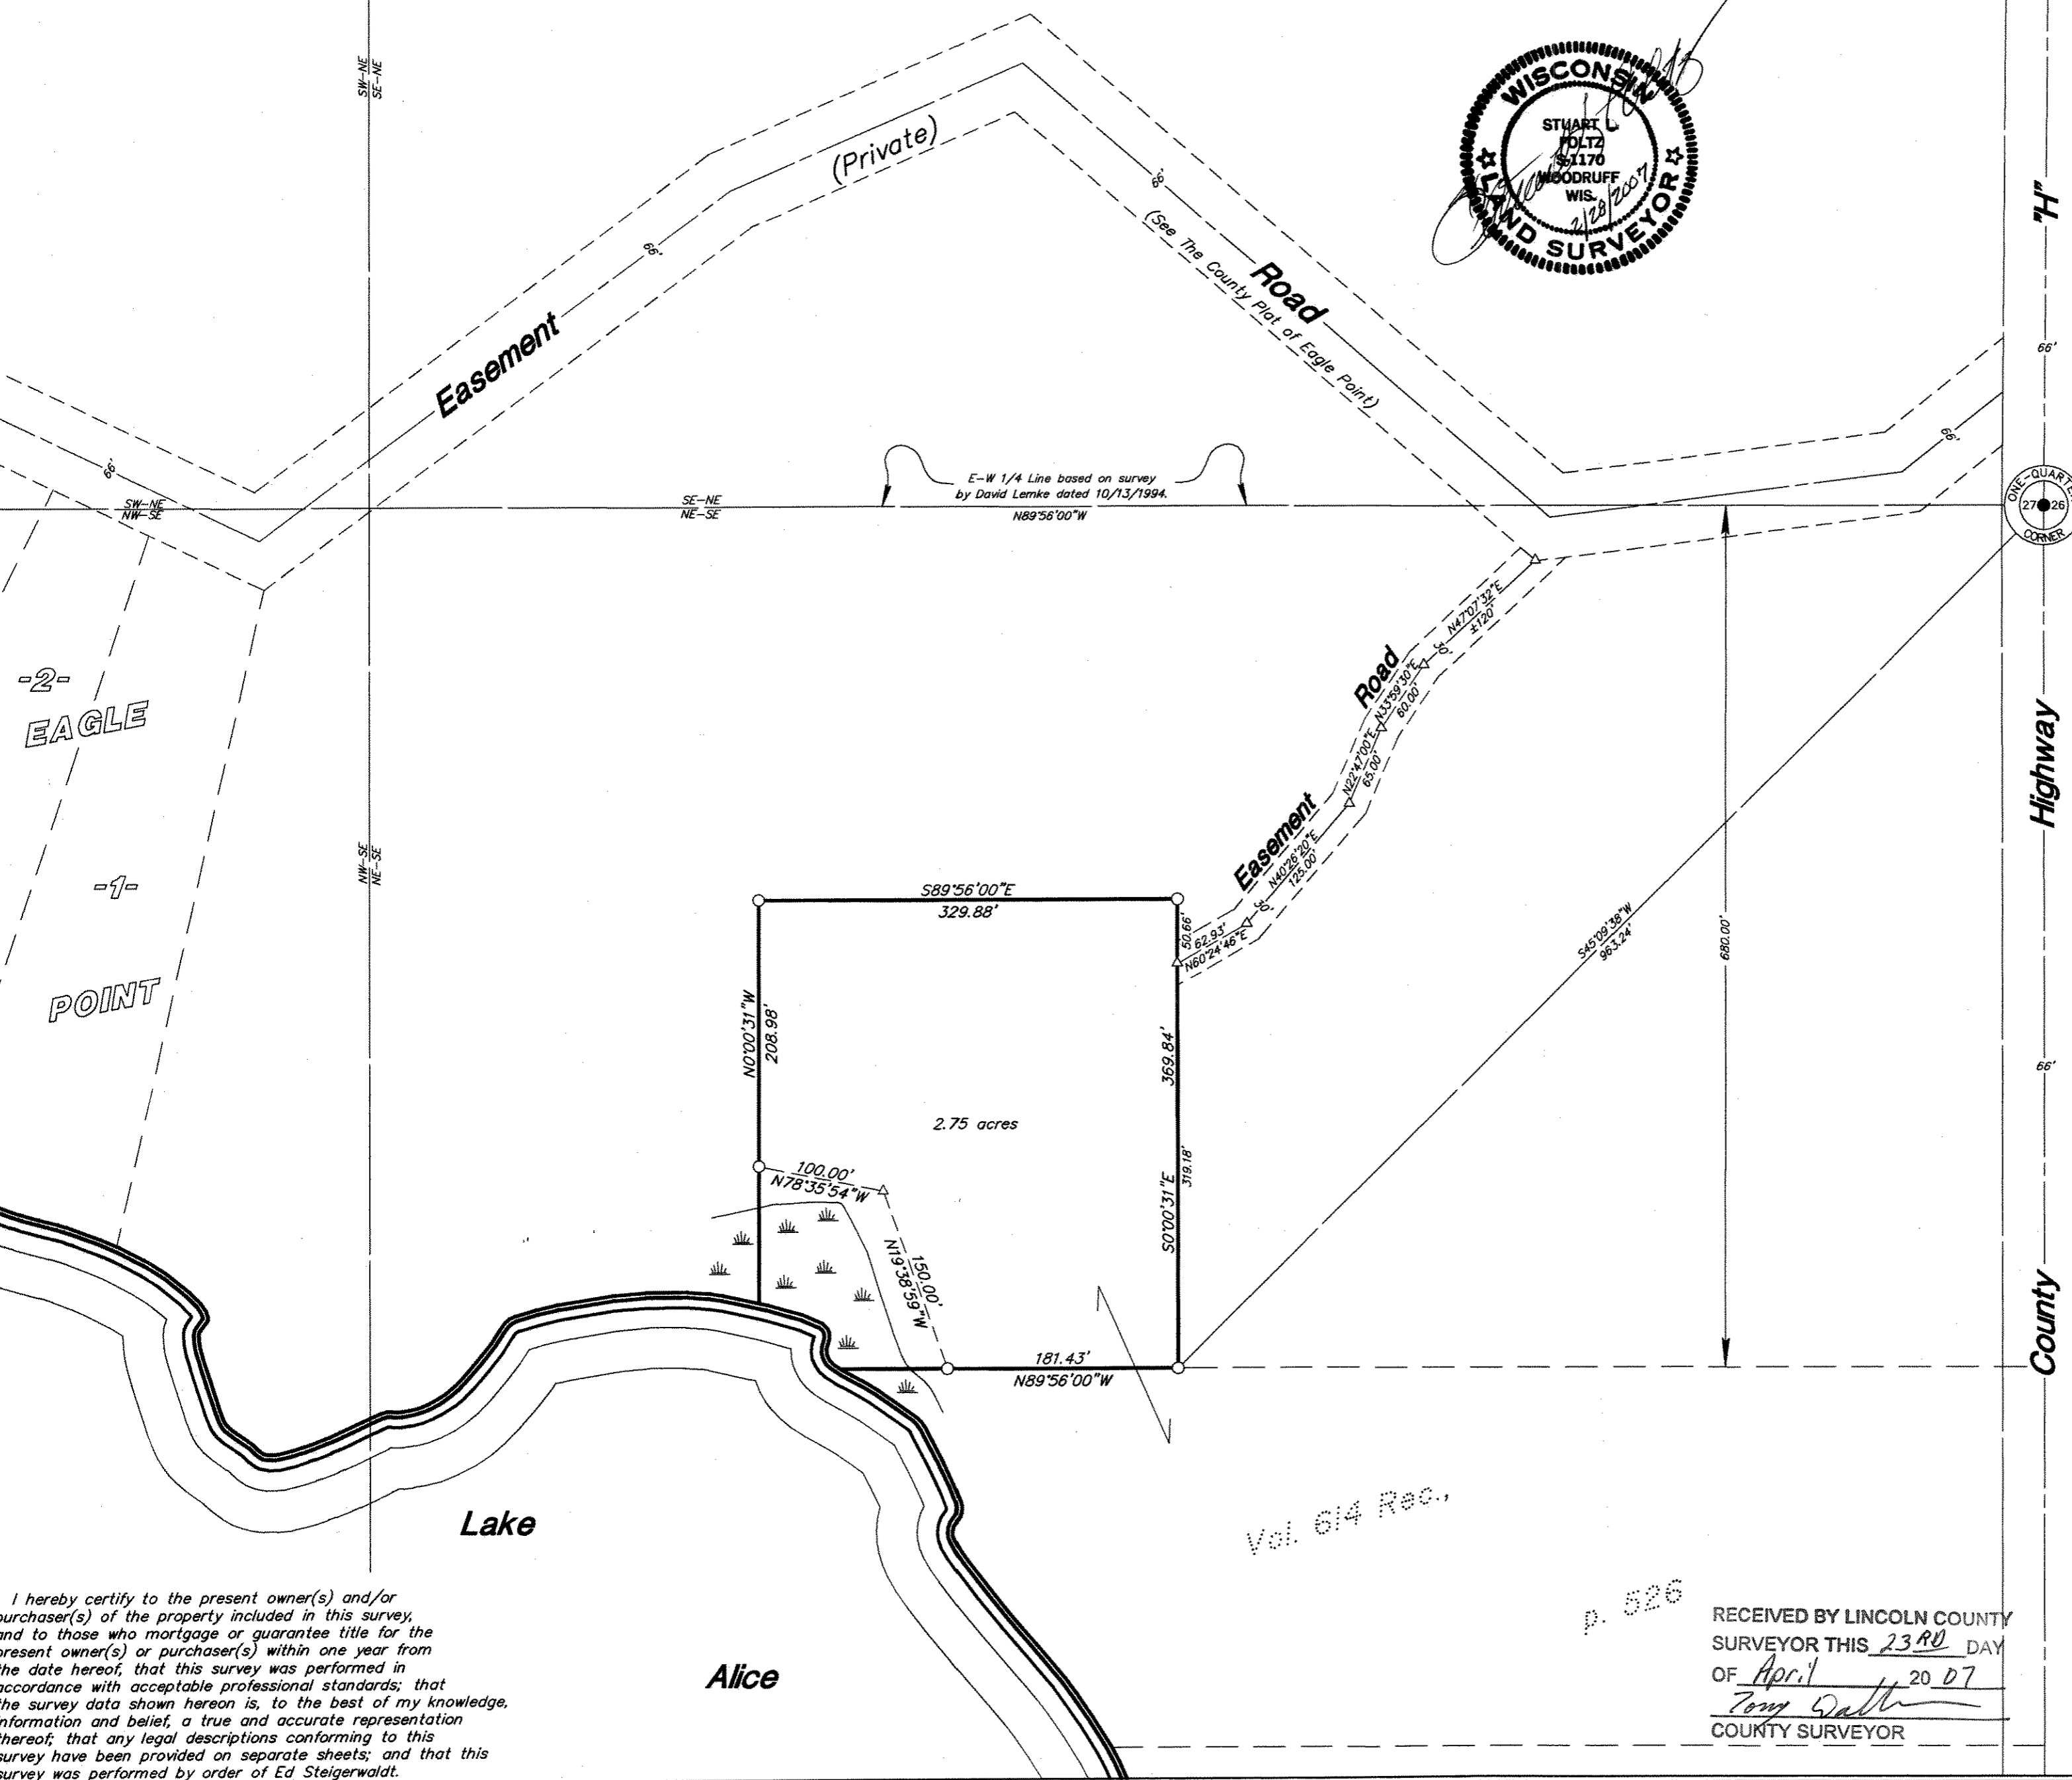 SW-NE
SE-NE
(Private)
66'
66'
Easement
Road
(See The County Plat of Eagle Point)
WISCONSIN
STUART L.
FOLTZ
S-1170
WOODRUFF
WIS.
2/28/2007
LAND SURVEYOR
"H"
66'
66'
66'
SW-NE
NW-SE
SE-NE
NE-SE
E-W 1/4 Line based on survey
by David Lemke dated 10/13/1994.
N89°56'00"W
ONE-QUARTER
27 26
CORNER
-2-
EAGLE
-1-
POINT
NW-SE
NE-SE
Easement
Road
N47°07'32"E
±120'
30'
N33°59'30"E
60.00'
N22°47'00"E
65.00'
N40°26'20"E
125.00'
30'
62.93'
N60°24'46"E
50.66'
S89°56'00"E
329.88'
N0°00'31"W
208.98'
369.84'
S0°00'31"E
319.18'
2.75 acres
100.00'
N78°35'54"W
150.00'
N19°38'59"W
181.43'
N89°56'00"W
S45°09'38"W
963.24'
680.00'
Highway
66'
County
Lake
Alice
Vol. 614 Rec.,
p. 526
I hereby certify to the present owner(s) and/or
purchaser(s) of the property included in this survey,
and to those who mortgage or guarantee title for the
present owner(s) or purchaser(s) within one year from
the date hereof, that this survey was performed in
accordance with acceptable professional standards; that
the survey data shown hereon is, to the best of my knowledge,
information and belief, a true and accurate representation
thereof; that any legal descriptions conforming to this
survey have been provided on separate sheets; and that this
survey was performed by order of Ed Steigerwaldt.
RECEIVED BY LINCOLN COUNTY
SURVEYOR THIS 23RD DAY
OF April 20 07
COUNTY SURVEYOR